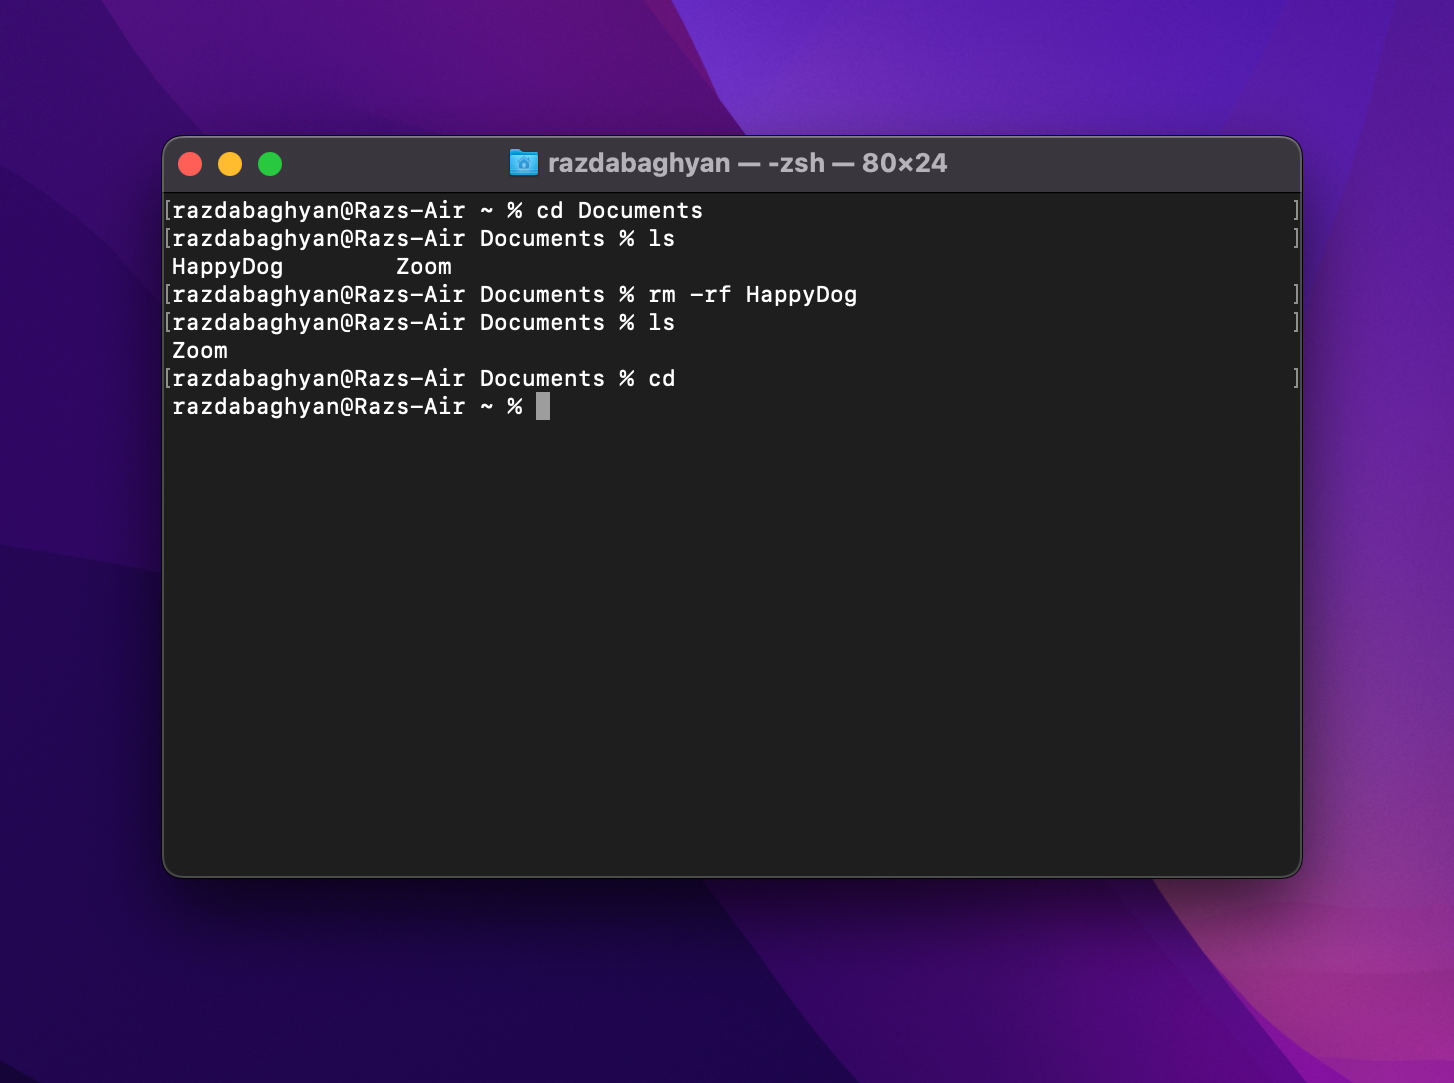 razdabaghyan — -zsh — 80×24
[razdabaghyan@Razs-Air ~ % cd Documents ]
[razdabaghyan@Razs-Air Documents % ls ]
HappyDog Zoom
[razdabaghyan@Razs-Air Documents % rm -rf HappyDog ]
[razdabaghyan@Razs-Air Documents % ls ]
Zoom
[razdabaghyan@Razs-Air Documents % cd ]
razdabaghyan@Razs-Air ~ %